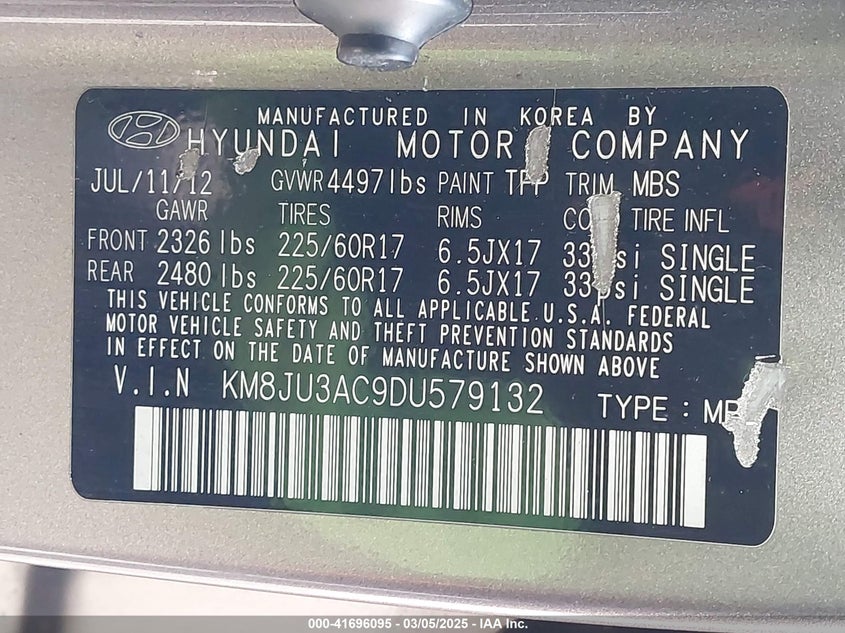 MANUFACTURED IN KOREA BY
HYUNDAI MOTOR COMPANY
JUL/11/12 GVWR 4497lbs PAINT TRIM MBS
GAWR TIRES RIMS TIRE INFL
FRONT 2326 lbs 225/60R17 6.5JX17 SINGLE
REAR 2480 lbs 225/60R17 6.5JX17 SINGLE
THIS VEHICLE CONFORMS TO ALL APPLICABLE U.S.A. FEDERAL
MOTOR VEHICLE SAFETY AND THEFT PREVENTION STANDARDS
IN EFFECT ON THE DATE OF MANUFACTURE SHOWN ABOVE
V.I.N KM8JU3AC9DU579132 TYPE :
000-41696095 - 03/05/2025 - IAA Inc.